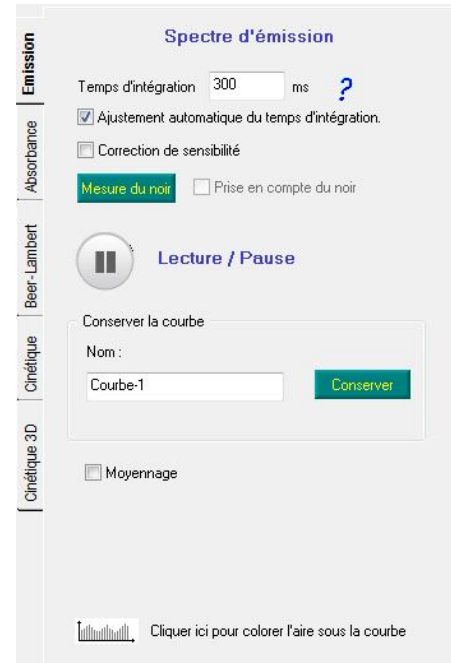 Emission
Absorbance
Beer-Lambert
Cinétique
Cinétique 3D
Spectre d'émission
Temps d'intégration 300 ms ?
Ajustement automatique du temps d'intégration.
Correction de sensibilité
Mesure du noir Prise en compte du noir
Lecture / Pause
Conserver la courbe
Nom :
Courbe-1 Conserver
Moyennage
Cliquer ici pour colorer l'aire sous la courbe